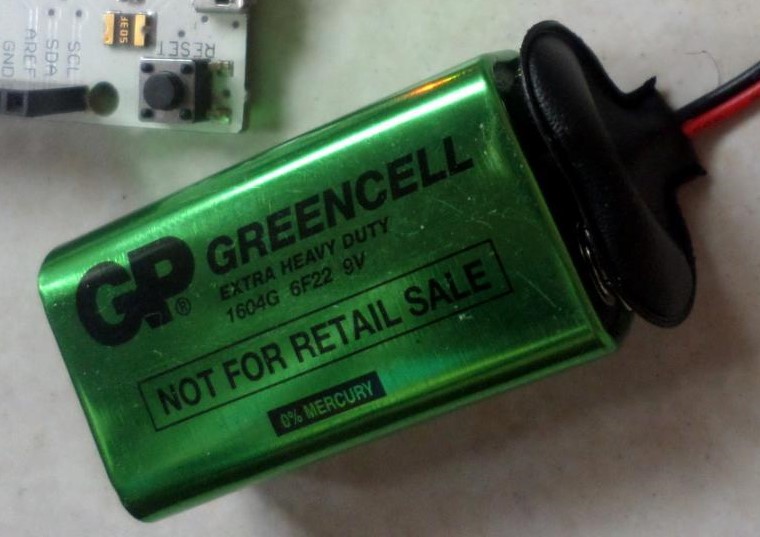 GND
AREF
SDA
SCL
RESET
GP®
GREENCELL
EXTRA HEAVY DUTY
1604G 6F22 9V
NOT FOR RETAIL SALE
0% MERCURY